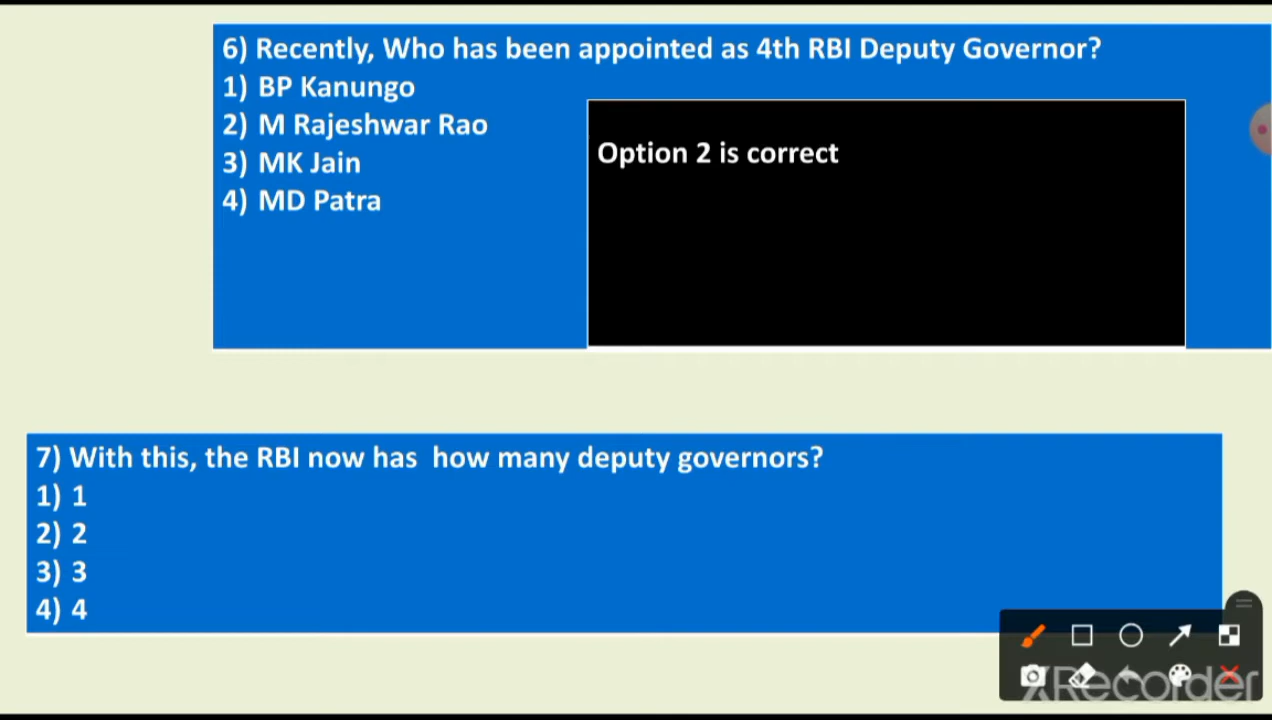 6) Recently, Who has been appointed as 4th RBI Deputy Governor?
1) BP Kanungo
2) M Rajeshwar Rao
3) MK Jain
4) MD Patra
Option 2 is correct
7) With this, the RBI now has how many deputy governors?
1) 1
2) 2
3) 3
4) 4
XRecorder